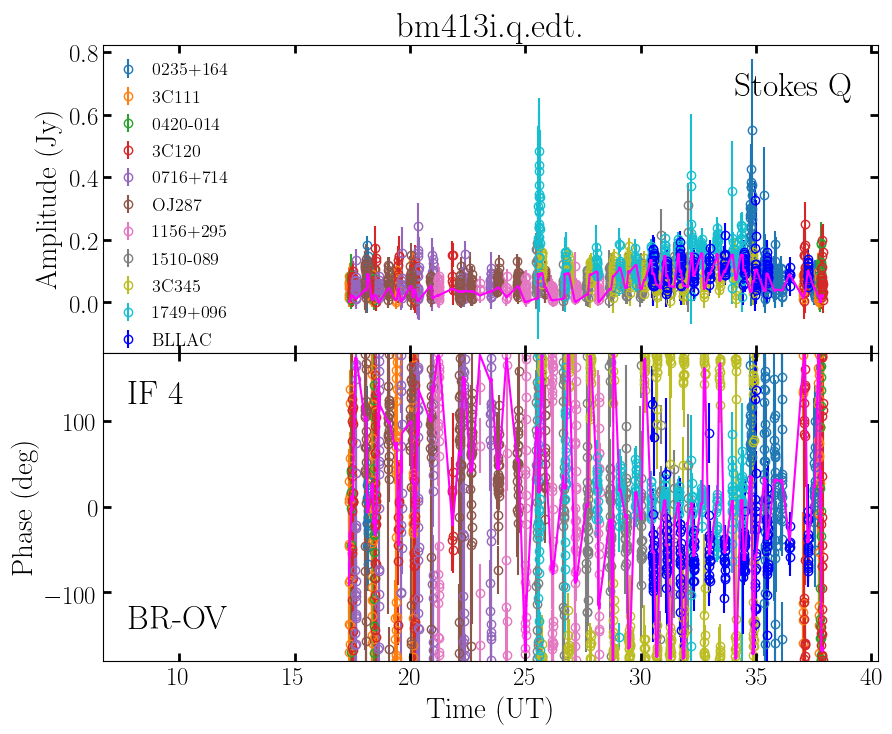 bm413i.q.edt.
0.8
0.6
0.4
0.2
0.0
Amplitude (Jy)
0235+164
3C111
0420-014
3C120
0716+714
OJ287
1156+295
1510-089
3C345
1749+096
BLLAC
Stokes Q
100
0
−100
Phase (deg)
IF 4
BR-OV
10 15 20 25 30 35 40
Time (UT)